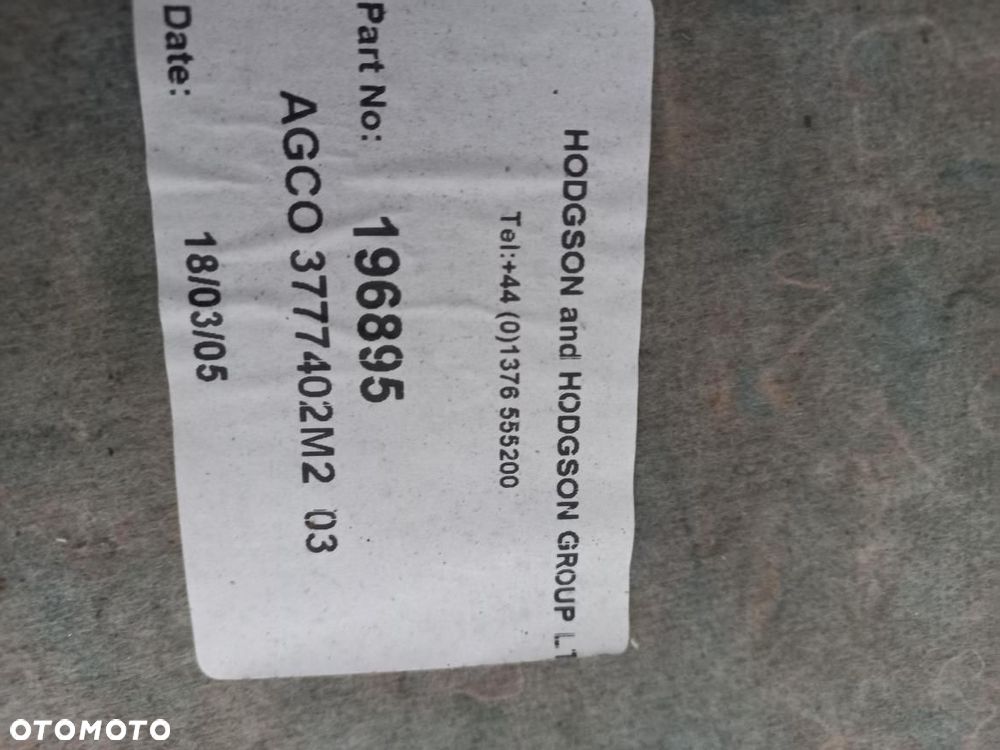 HODGSON and HODGSON GROUP LT
Tel:+44 (0)1376 555200
Part No: 196895
AGCO 3777402M2 03
Date: 18/03/05
OTOMOTO